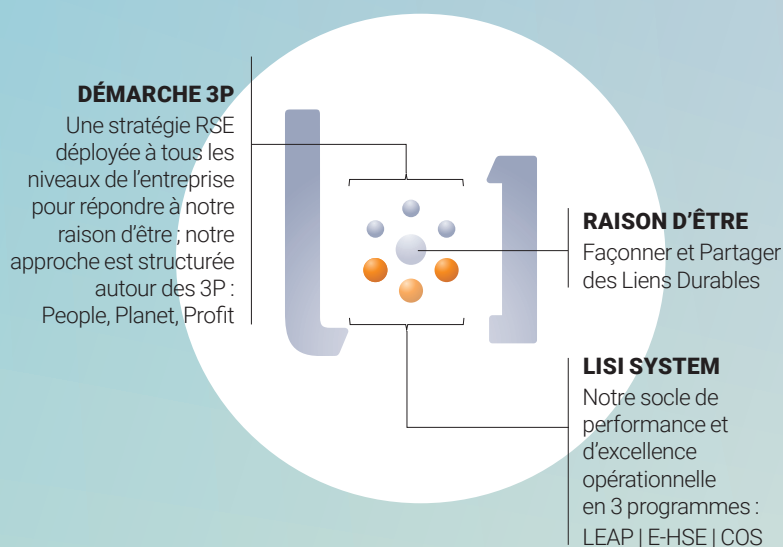 DÉMARCHE 3P
Une stratégie RSE
déployée à tous les
niveaux de l'entreprise
pour répondre à notre
raison d'être ; notre
approche est structurée
autour des 3P :
People, Planet, Profit
RAISON D'ÊTRE
Façonner et Partager
des Liens Durables
LISI SYSTEM
Notre socle de
performance et
d'excellence
opérationnelle
en 3 programmes :
LEAP | E-HSE | COS